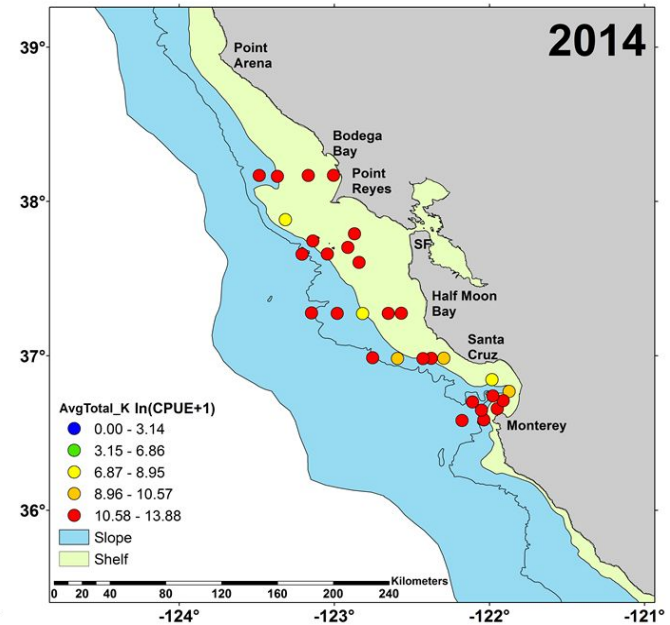 2014
39°
Point
Arena
Bodega
Bay
38°
Point
Reyes
SF
Half Moon
Bay
37°
Santa
Cruz
AvgTotal_K ln(CPUE+1)
0.00 - 3.14
3.15 - 6.86
6.87 - 8.95
8.96 - 10.57
10.58 - 13.88
Slope
Shelf
Monterey
36°
Kilometers
0 20 40 80 120 160 200 240
-124° -123° -122° -121°